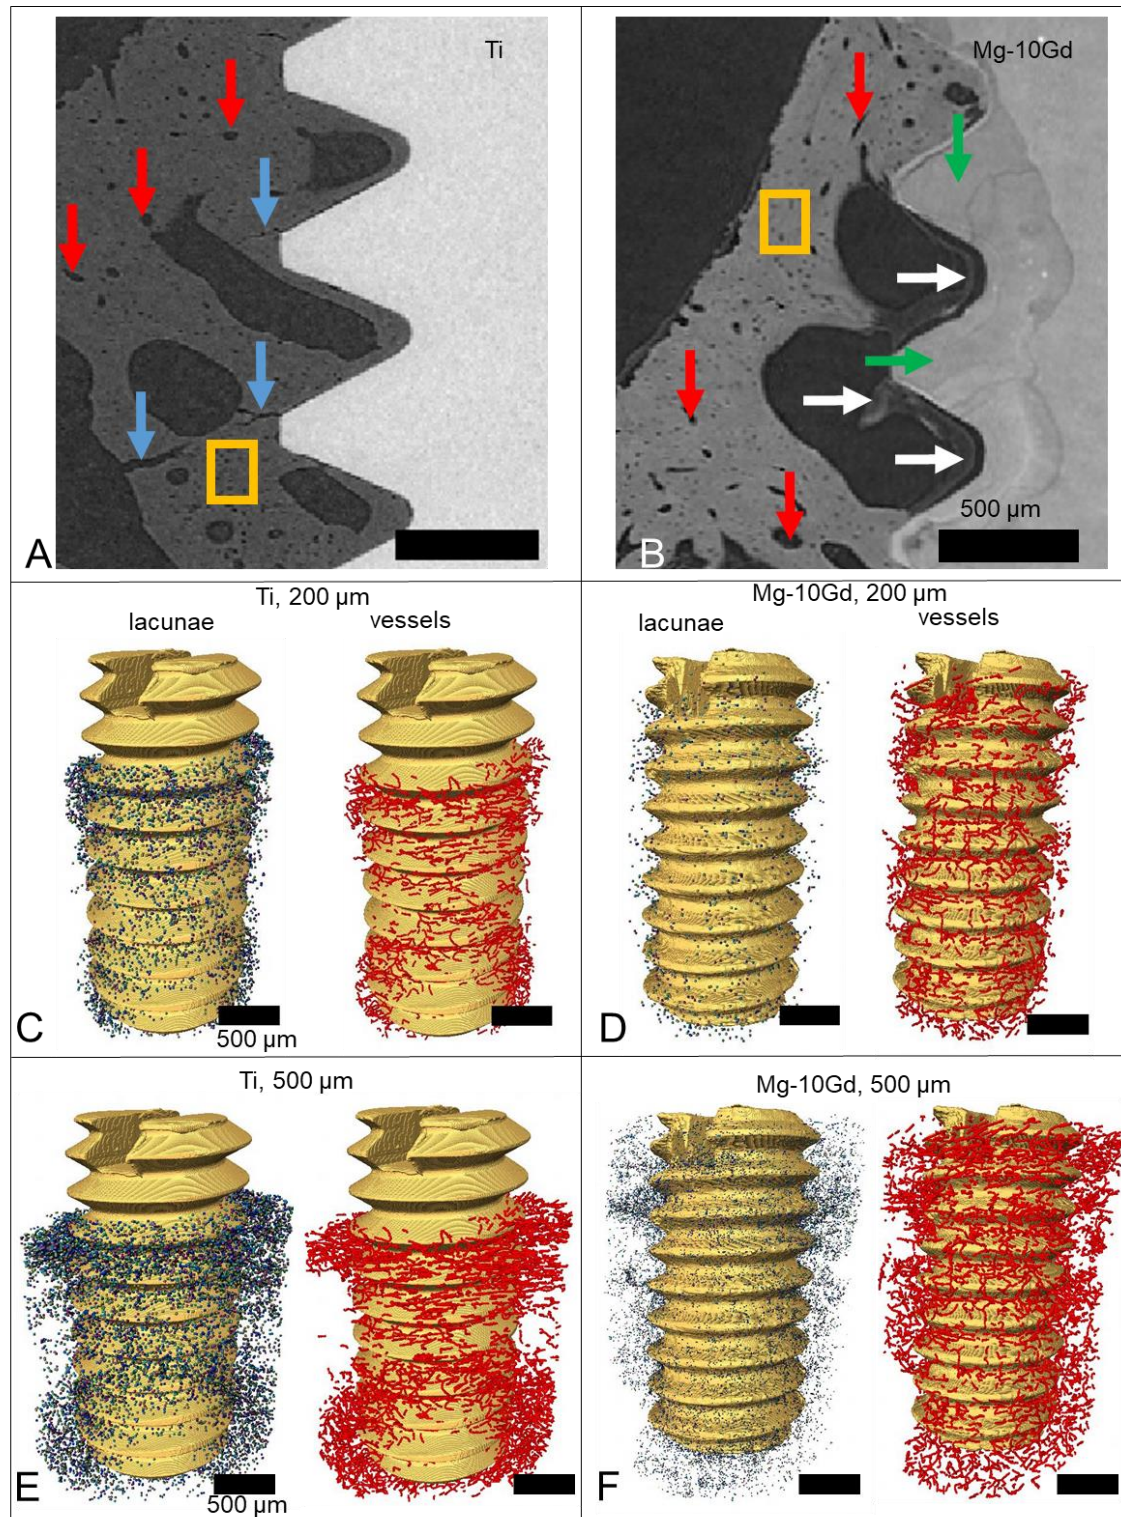 Ti
Mg-10Gd
500 µm
A
B
Ti, 200 µm
lacunae
vessels
Mg-10Gd, 200 µm
lacunae
vessels
C
500 µm
D
Ti, 500 µm
Mg-10Gd, 500 µm
E
500 µm
F